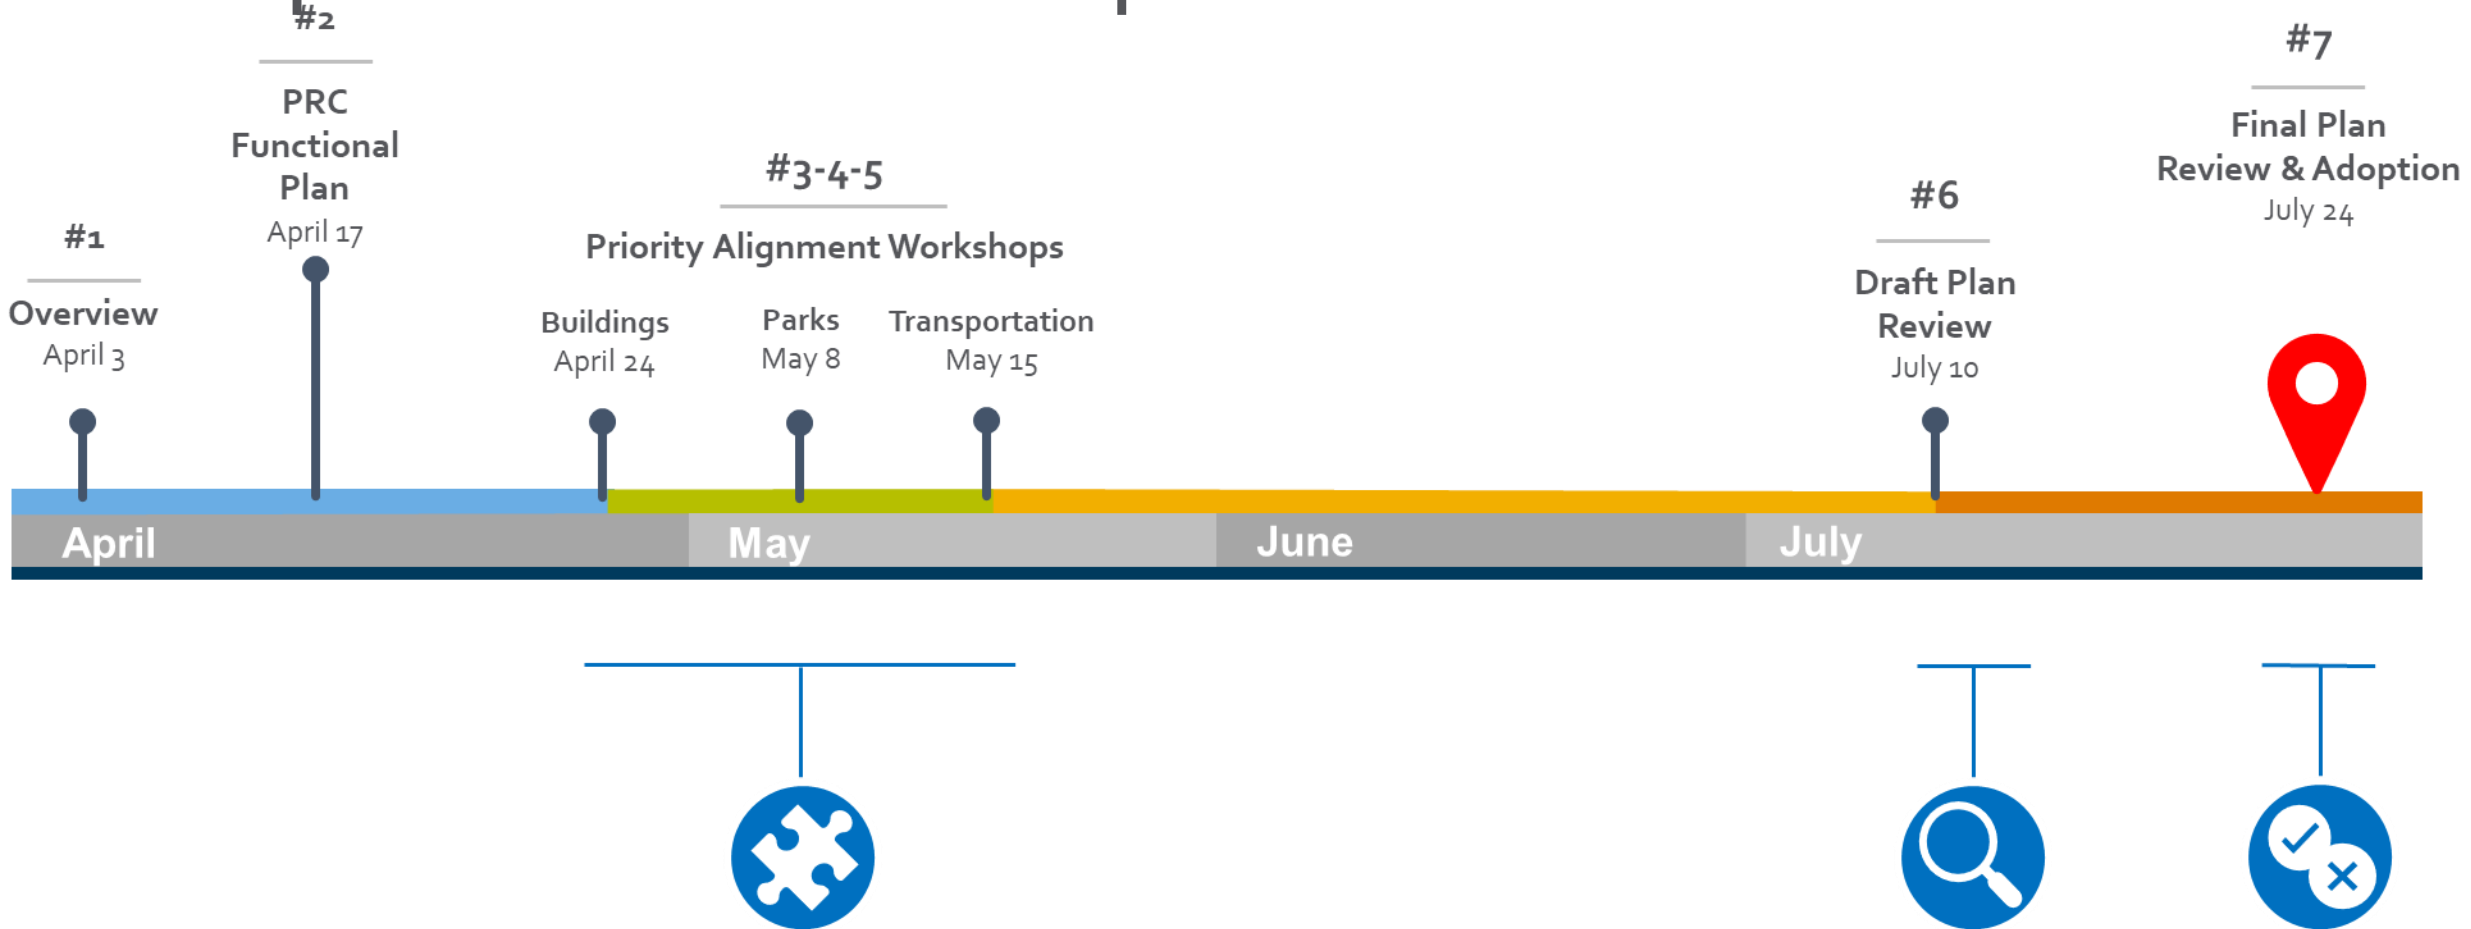 #1
Overview
April 3
#2
PRC
Functional
Plan
April 17
#3-4-5
Priority Alignment Workshops
Buildings
April 24
Parks
May 8
Transportation
May 15
#6
Draft Plan
Review
July 10
#7
Final Plan
Review & Adoption
July 24
April
May
June
July